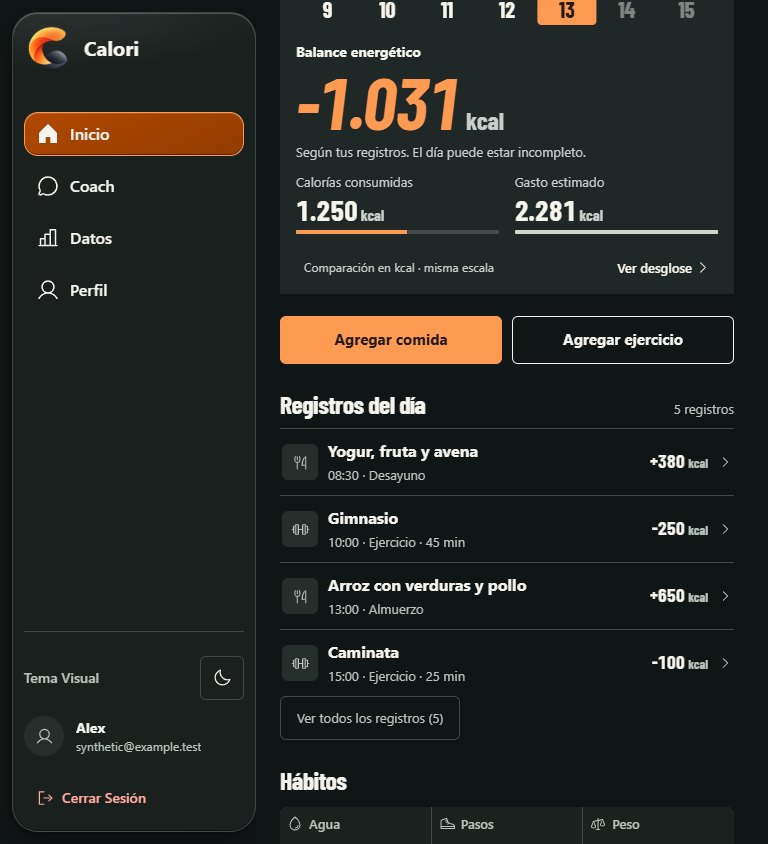 Calori
Inicio
Coach
Datos
Perfil
Tema Visual
Alex
synthetic@example.test
Cerrar Sesión
9 10 11 12 13 14 15
Balance energético
-1.031 kcal
Según tus registros. El día puede estar incompleto.
Calorías consumidas
1.250 kcal
Gasto estimado
2.281 kcal
Comparación en kcal · misma escala
Ver desglose
Agregar comida
Agregar ejercicio
Registros del día
5 registros
Yogur, fruta y avena
08:30 · Desayuno
+380 kcal
Gimnasio
10:00 · Ejercicio · 45 min
-250 kcal
Arroz con verduras y pollo
13:00 · Almuerzo
+650 kcal
Caminata
15:00 · Ejercicio · 25 min
-100 kcal
Ver todos los registros (5)
Hábitos
Agua
Pasos
Peso